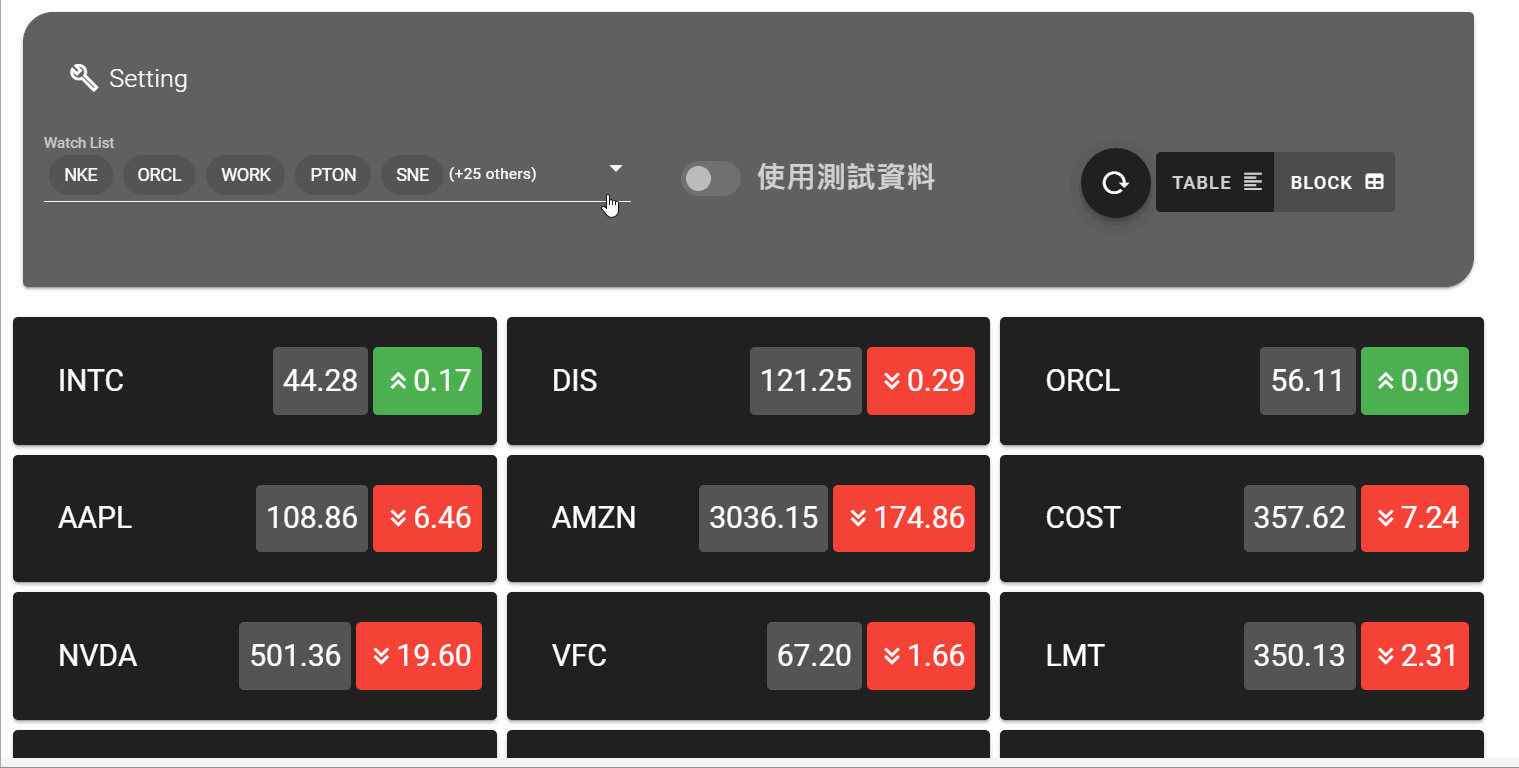 Setting
Watch List
NKE ORCL WORK PTON SNE (+25 others)
使用測試資料
TABLE BLOCK
INTC 44.28 0.17
DIS 121.25 0.29
ORCL 56.11 0.09
AAPL 108.86 6.46
AMZN 3036.15 174.86
COST 357.62 7.24
NVDA 501.36 19.60
VFC 67.20 1.66
LMT 350.13 2.31